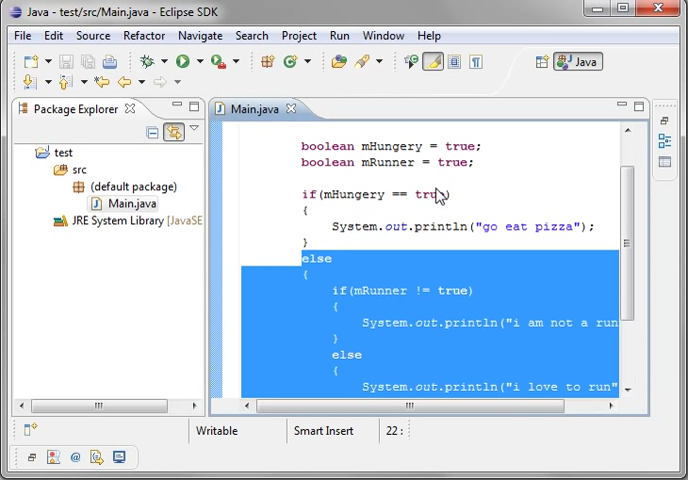 Java - test/src/Main.java - Eclipse SDK
File Edit Source Refactor Navigate Search Project Run Window Help
Java
Package Explorer
Main.java
test
src
(default package)
Main.java
JRE System Library [JavaSE
boolean mHungery = true;
boolean mRunner = true;
if(mHungery == true)
{
System.out.println("go eat pizza");
}
else
{
if(mRunner != true)
{
System.out.println("i am not a run
}
else
{
System.out.println("i love to run"
Writable
Smart Insert
22 :